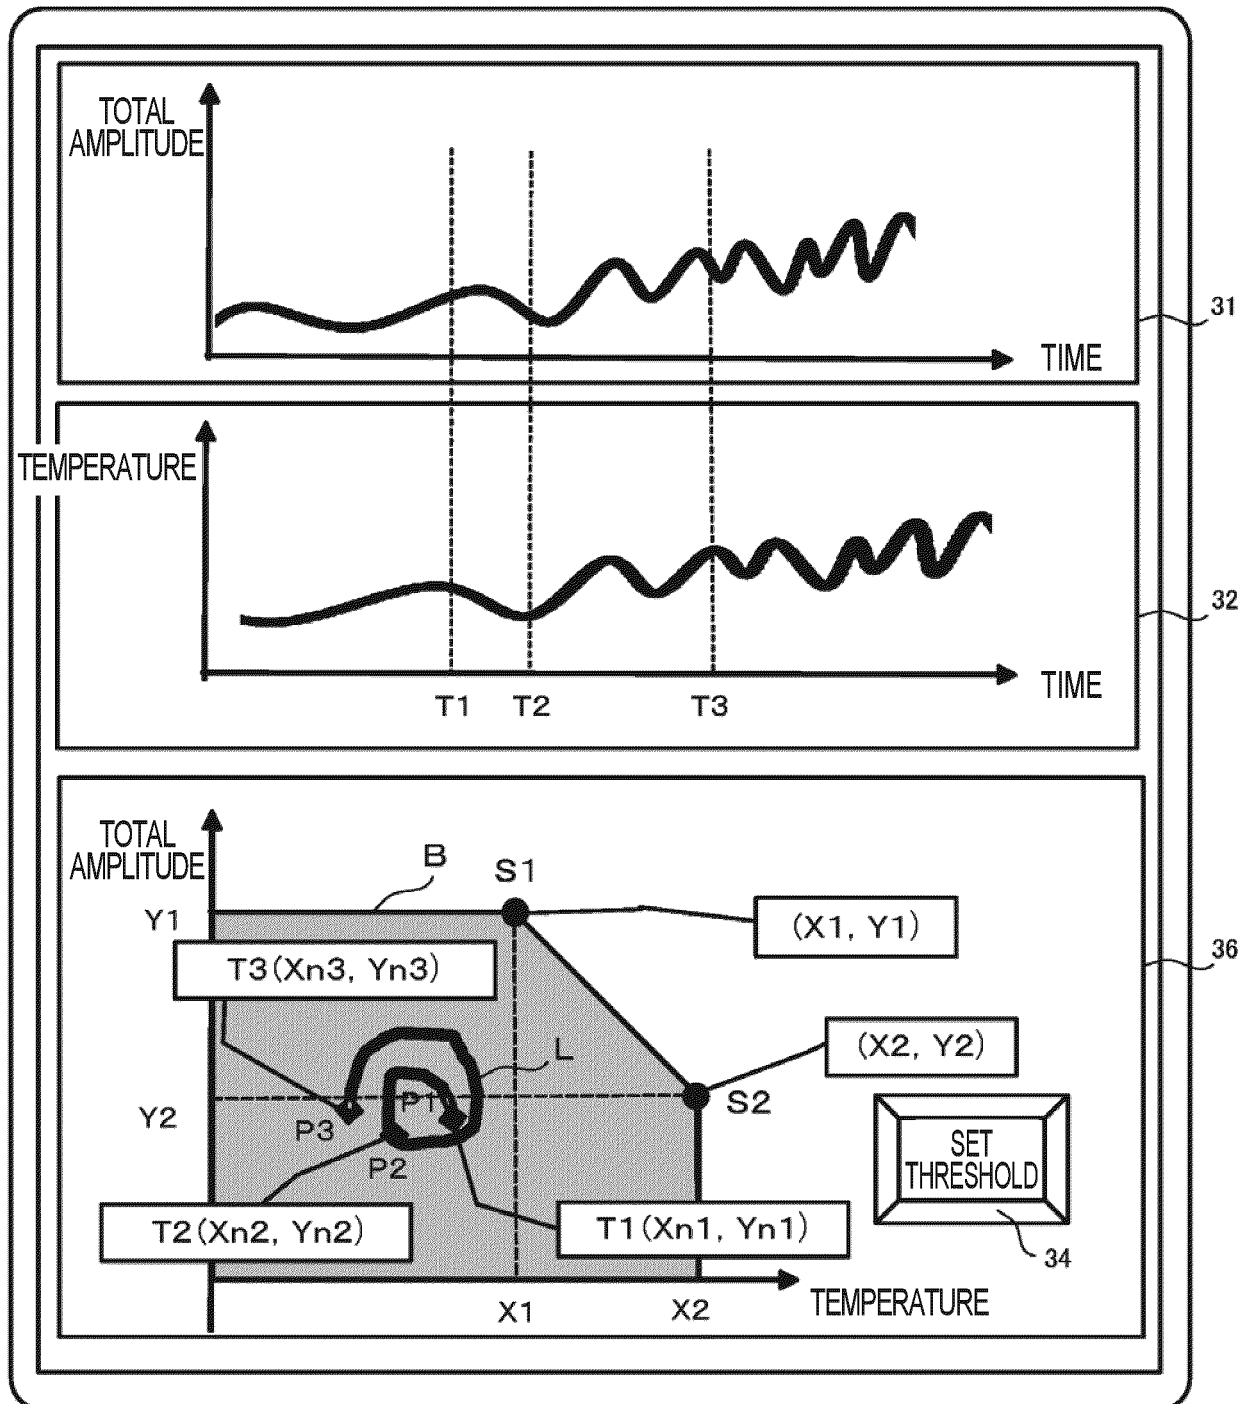 TOTAL
AMPLITUDE
TIME
31
TEMPERATURE
TIME
T1 T2 T3
32
TOTAL
AMPLITUDE
B
S1
Y1
(X1, Y1)
T3(Xn3, Yn3)
36
L
(X2, Y2)
P1
S2
Y2
P3
P2
SET
THRESHOLD
T2(Xn2, Yn2)
T1(Xn1, Yn1)
34
X1 X2
TEMPERATURE